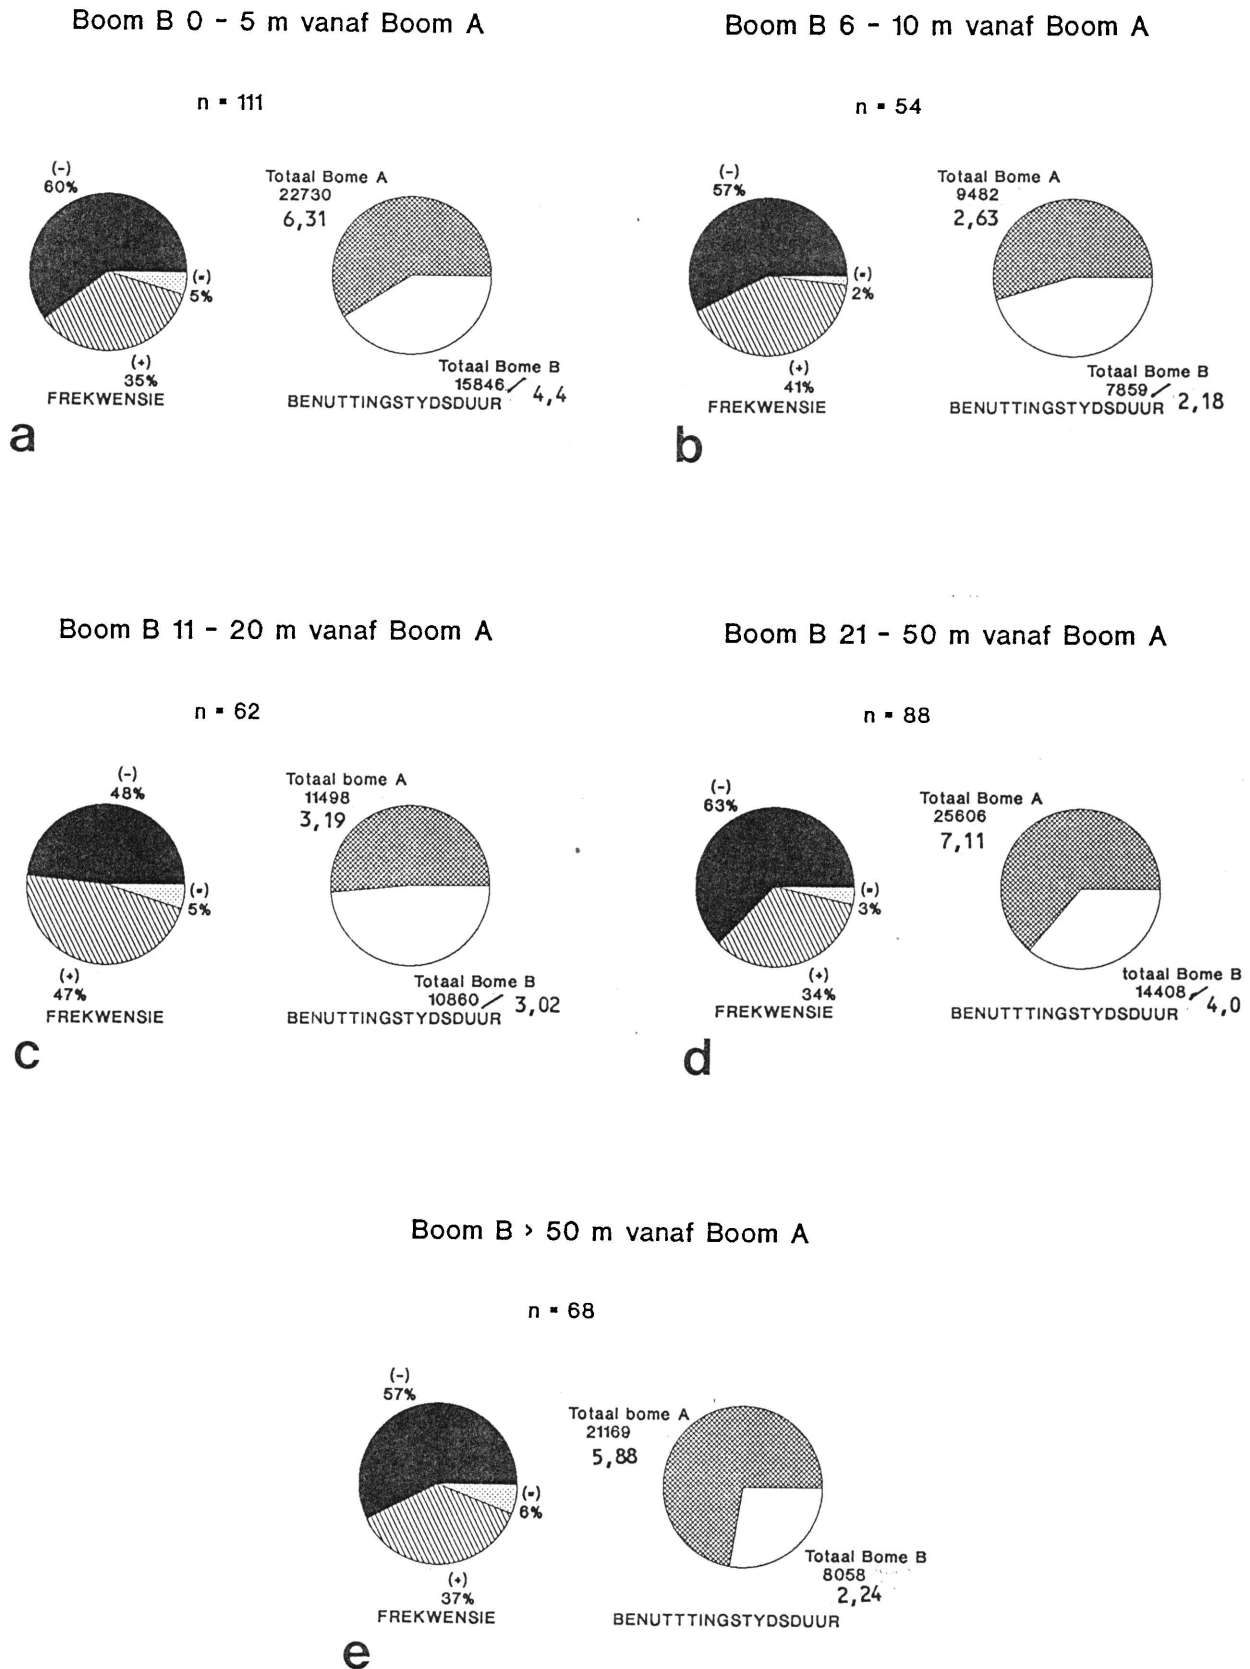 Boom B 0 - 5 m vanaf Boom A
n = 111
(-)
60%
(=)
5%
(+)
35%
FREKWENSIE
Totaal Bome A
22730
6,31
Totaal Bome B
15846 / 4,4
BENUTTINGSTYDSDUUR
a
Boom B 6 - 10 m vanaf Boom A
n = 54
(-)
57%
(=)
2%
(+)
41%
FREKWENSIE
Totaal Bome A
9482
2,63
Totaal Bome B
7859 / 2,18
BENUTTINGSTYDSDUUR
b
Boom B 11 - 20 m vanaf Boom A
n = 62
(-)
48%
(=)
5%
(+)
47%
FREKWENSIE
Totaal bome A
11498
3,19
Totaal Bome B
10860 / 3,02
BENUTTINGSTYDSDUUR
c
Boom B 21 - 50 m vanaf Boom A
n = 88
(-)
63%
(=)
3%
(+)
34%
FREKWENSIE
Totaal Bome A
25606
7,11
totaal Bome B
14408 / 4,0
BENUTTTINGSTYDSDUUR
d
Boom B > 50 m vanaf Boom A
n = 68
(-)
57%
(=)
6%
(+)
37%
FREKWENSIE
Totaal bome A
21169
5,88
Totaal Bome B
8058
2,24
BENUTTTINGSTYDSDUUR
e